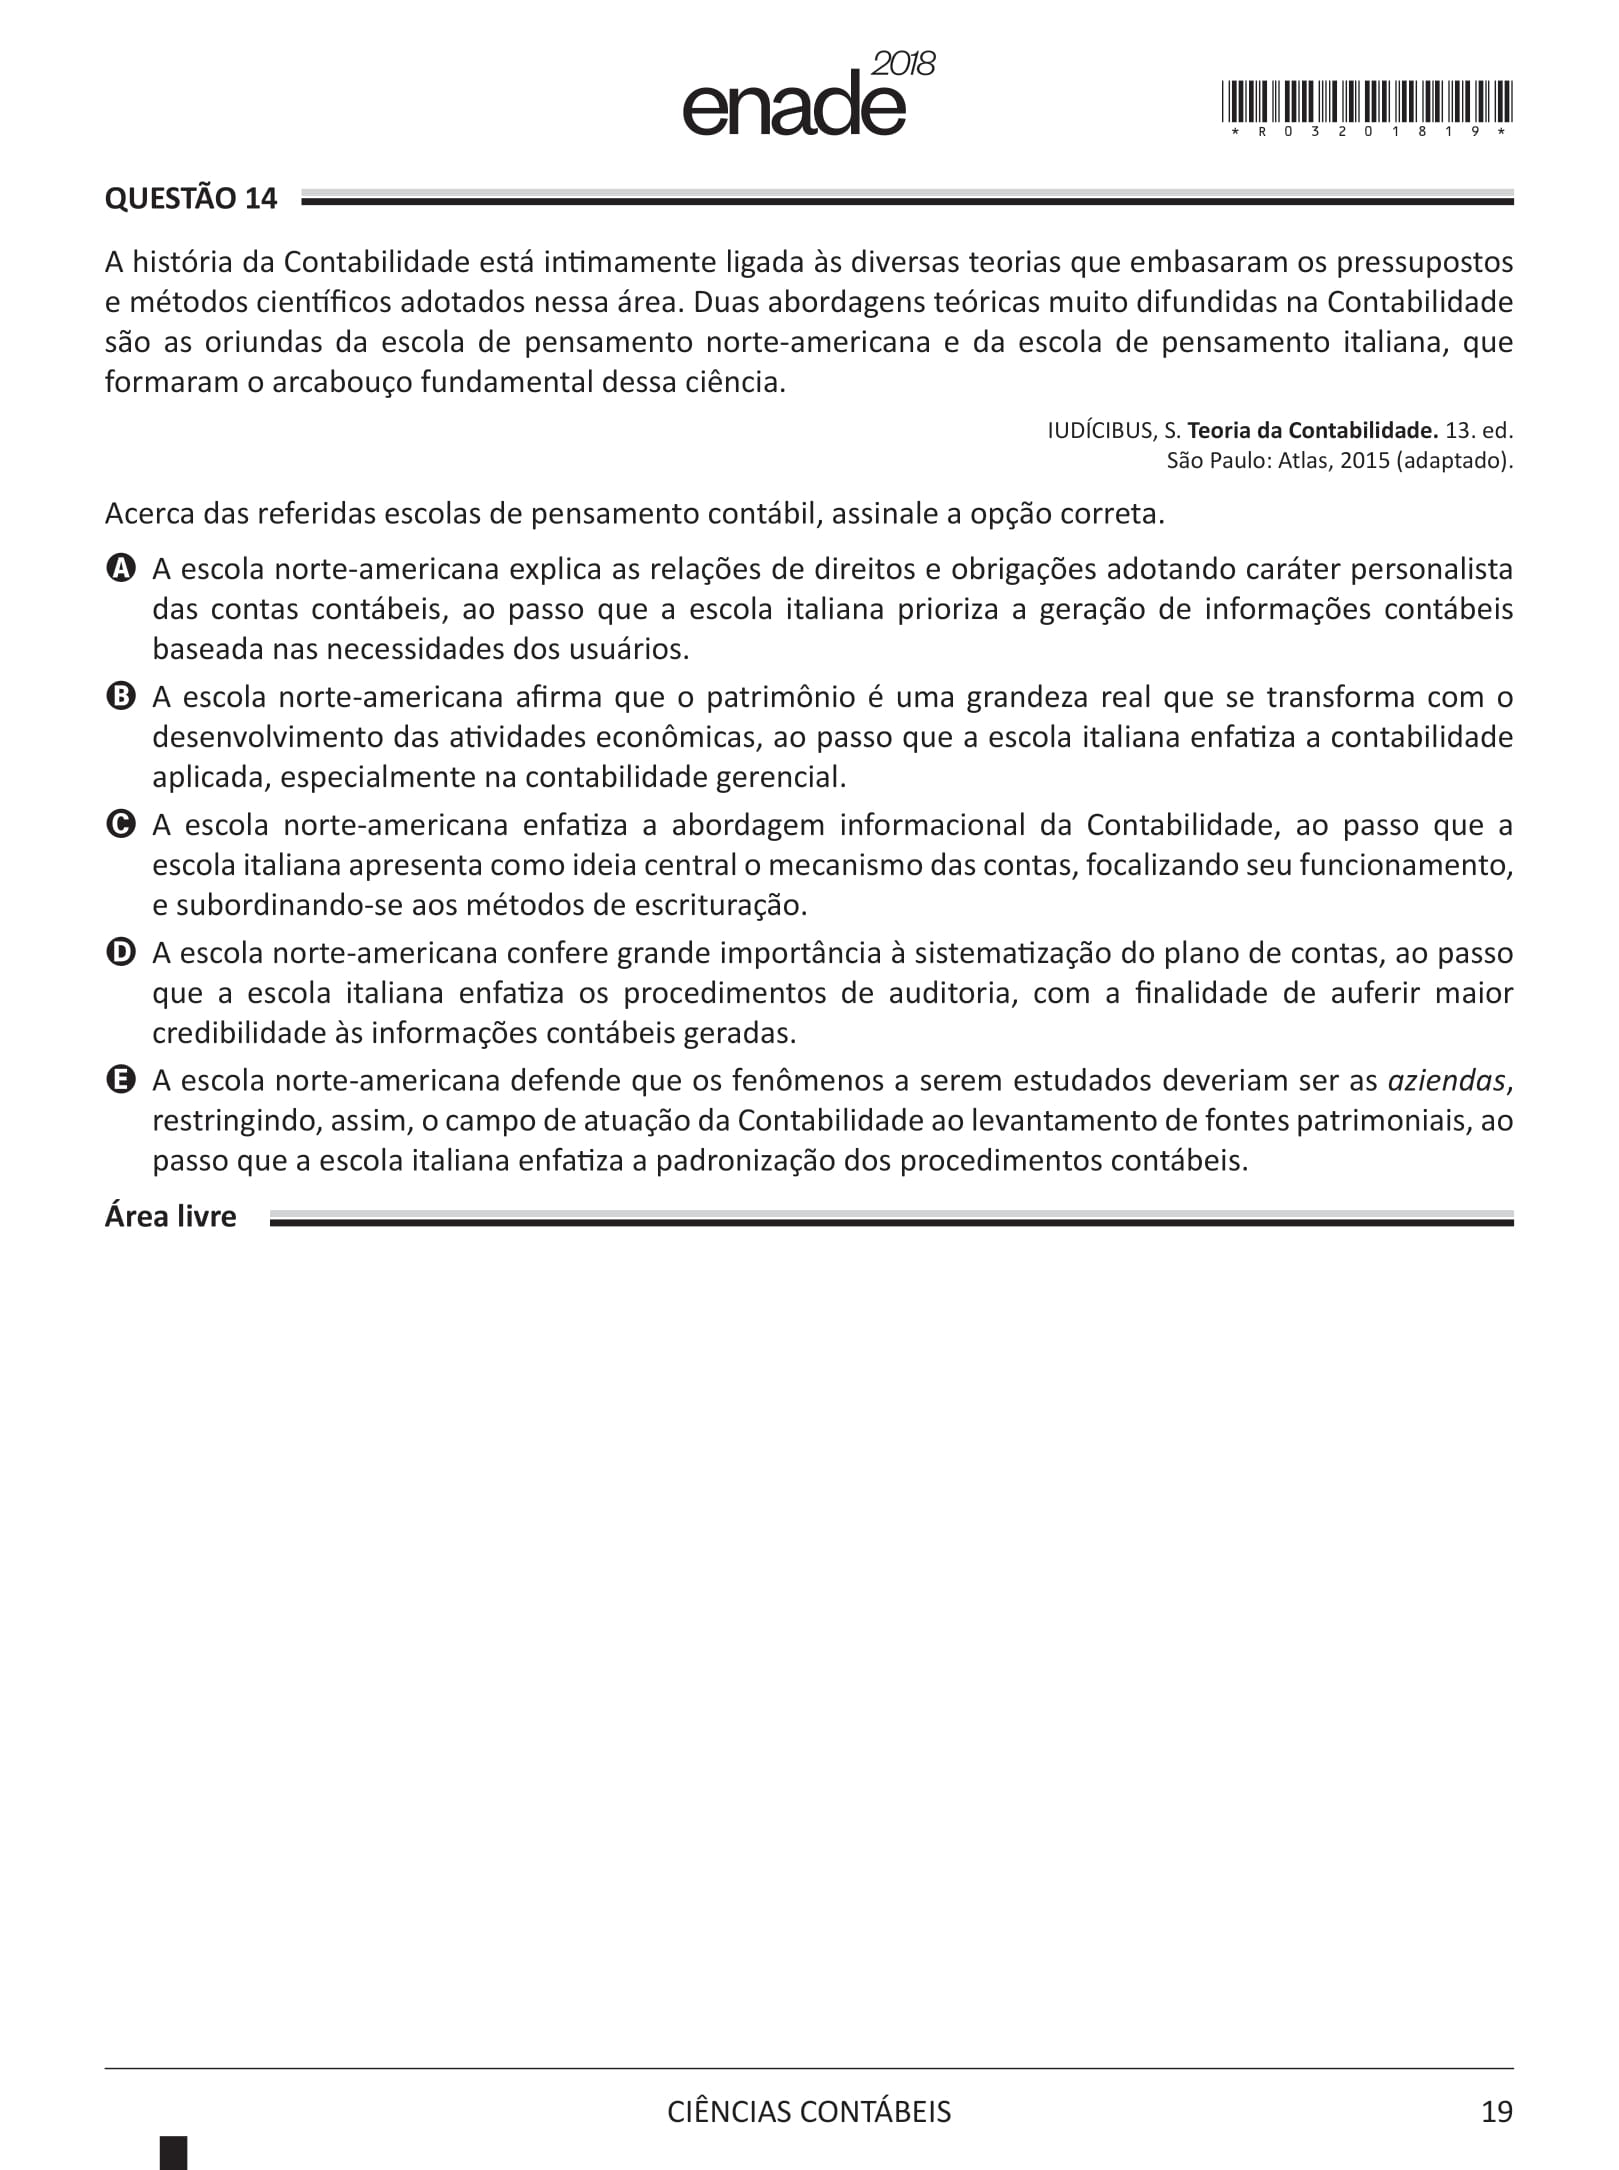 enade 2018
* R 0 3 2 0 1 8 1 9 *
QUESTÃO 14
A história da Contabilidade está intimamente ligada às diversas teorias que embasaram os pressupostos
e métodos científicos adotados nessa área. Duas abordagens teóricas muito difundidas na Contabilidade
são as oriundas da escola de pensamento norte-americana e da escola de pensamento italiana, que
formaram o arcabouço fundamental dessa ciência.
IUDÍCIBUS, S. Teoria da Contabilidade. 13. ed.
São Paulo: Atlas, 2015 (adaptado).
Acerca das referidas escolas de pensamento contábil, assinale a opção correta.
A A escola norte-americana explica as relações de direitos e obrigações adotando caráter personalista
das contas contábeis, ao passo que a escola italiana prioriza a geração de informações contábeis
baseada nas necessidades dos usuários.
B A escola norte-americana afirma que o patrimônio é uma grandeza real que se transforma com o
desenvolvimento das atividades econômicas, ao passo que a escola italiana enfatiza a contabilidade
aplicada, especialmente na contabilidade gerencial.
C A escola norte-americana enfatiza a abordagem informacional da Contabilidade, ao passo que a
escola italiana apresenta como ideia central o mecanismo das contas, focalizando seu funcionamento,
e subordinando-se aos métodos de escrituração.
D A escola norte-americana confere grande importância à sistematização do plano de contas, ao passo
que a escola italiana enfatiza os procedimentos de auditoria, com a finalidade de auferir maior
credibilidade às informações contábeis geradas.
E A escola norte-americana defende que os fenômenos a serem estudados deveriam ser as aziendas,
restringindo, assim, o campo de atuação da Contabilidade ao levantamento de fontes patrimoniais, ao
passo que a escola italiana enfatiza a padronização dos procedimentos contábeis.
Área livre
CIÊNCIAS CONTÁBEIS
19